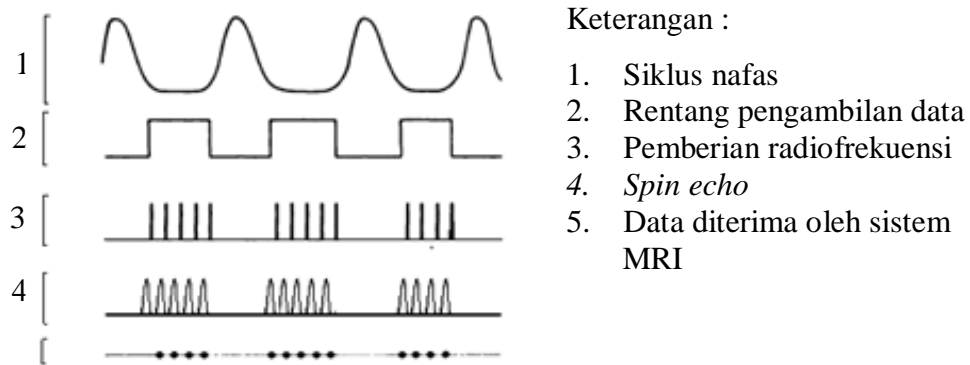 1
2
3
4
Keterangan :
1. Siklus nafas
2. Rentang pengambilan data
3. Pemberian radiofrekuensi
4. Spin echo
5. Data diterima oleh sistem
MRI